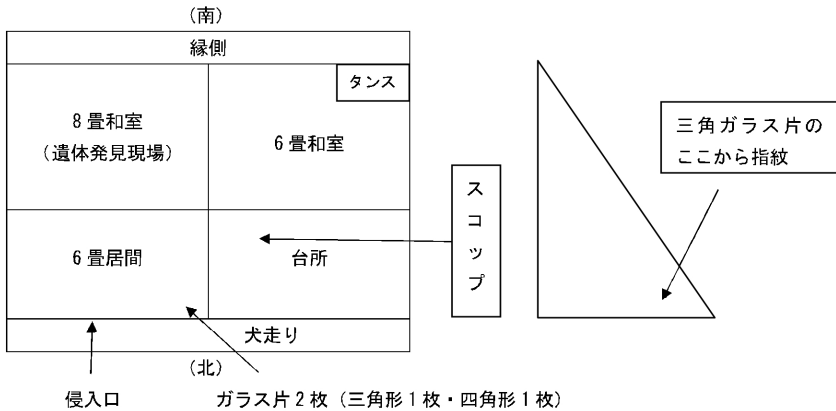 (南)
縁側
タンス
8 畳和室
(遺体発見現場)
6 畳和室
三角ガラス片の
ここから指紋
スコップ
6 畳居間
台所
犬走り
(北)
侵入口
ガラス片 2 枚(三角形 1 枚・四角形 1 枚)